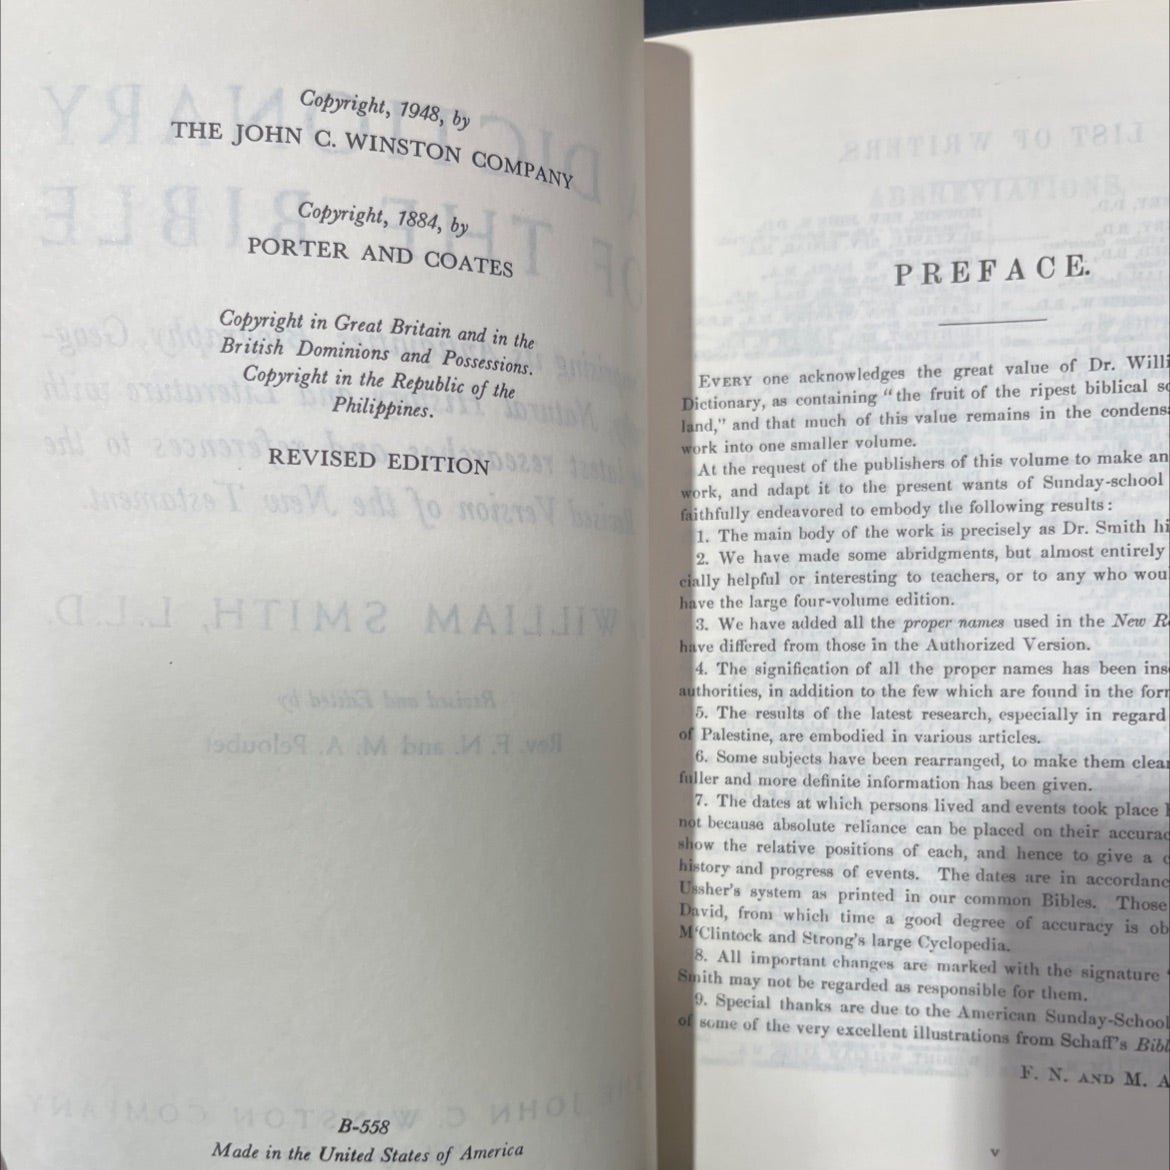 Copyright, 1948, by
THE JOHN C. WINSTON COMPANY
Copyright, 1884, by
PORTER AND COATES
Copyright in Great Britain and in the
British Dominions and Possessions.
Copyright in the Republic of the
Philippines.
REVISED EDITION
B-558
Made in the United States of America
PREFACE.
EVERY one acknowledges the great value of Dr. Willi
Dictionary, as containing "the fruit of the ripest biblical sc
land," and that much of this value remains in the condens
work into one smaller volume.
At the request of the publishers of this volume to make an
work, and adapt it to the present wants of Sunday-school
faithfully endeavored to embody the following results:
1. The main body of the work is precisely as Dr. Smith hi
2. We have made some abridgments, but almost entirely
cially helpful or interesting to teachers, or to any who woul
have the large four-volume edition.
3. We have added all the proper names used in the New R
have differed from those in the Authorized Version.
4. The signification of all the proper names has been ins
authorities, in addition to the few which are found in the for
5. The results of the latest research, especially in regard
of Palestine, are embodied in various articles.
6. Some subjects have been rearranged, to make them clear
fuller and more definite information has been given.
7. The dates at which persons lived and events took place
not because absolute reliance can be placed on their accurac
show the relative positions of each, and hence to give a c
history and progress of events. The dates are in accordanc
Ussher's system as printed in our common Bibles. Those
David, from which time a good degree of accuracy is ob
M'Clintock and Strong's large Cyclopedia.
8. All important changes are marked with the signature
Smith may not be regarded as responsible for them.
9. Special thanks are due to the American Sunday-School
of some of the very excellent illustrations from Schaff's Bibl
F. N. AND M. A
v